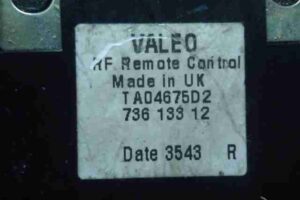 VALEO
RF Remote Control
Made in UK
TA04675D2
736 133 12
Date 3543 R